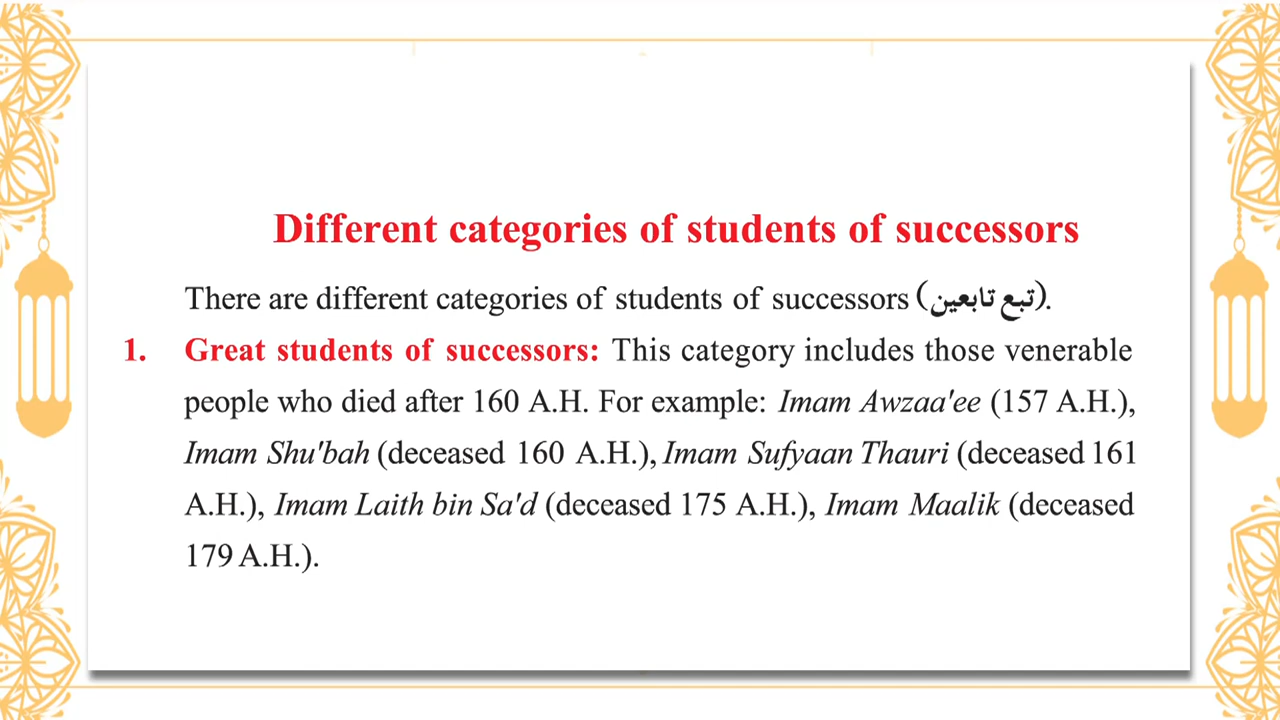 Different categories of students of successors
There are different categories of students of successors (تبع تابعين).
1. Great students of successors: This category includes those venerable
people who died after 160 A.H. For example: Imam Awzaa'ee (157 A.H.),
Imam Shu'bah (deceased 160 A.H.), Imam Sufyaan Thauri (deceased 161
A.H.), Imam Laith bin Sa'd (deceased 175 A.H.), Imam Maalik (deceased
179 A.H.).